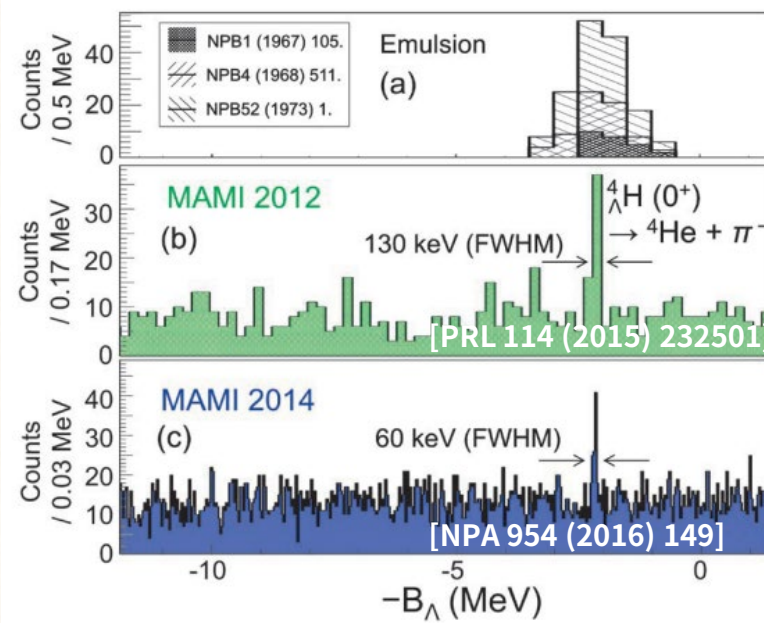 Counts
/ 0.5 MeV
40
20
0
NPB1 (1967) 105.
NPB4 (1968) 511.
NPB52 (1973) 1.
Emulsion
(a)
Counts
/ 0.17 MeV
30
20
10
0
MAMI 2012
(b)
130 keV (FWHM)
⁴ΛH (0⁺)
→ ⁴He + π⁻
[PRL 114 (2015) 232501]
Counts
/ 0.03 MeV
40
30
20
10
0
MAMI 2014
(c)
60 keV (FWHM)
[NPA 954 (2016) 149]
-10
-5
0
−BΛ (MeV)